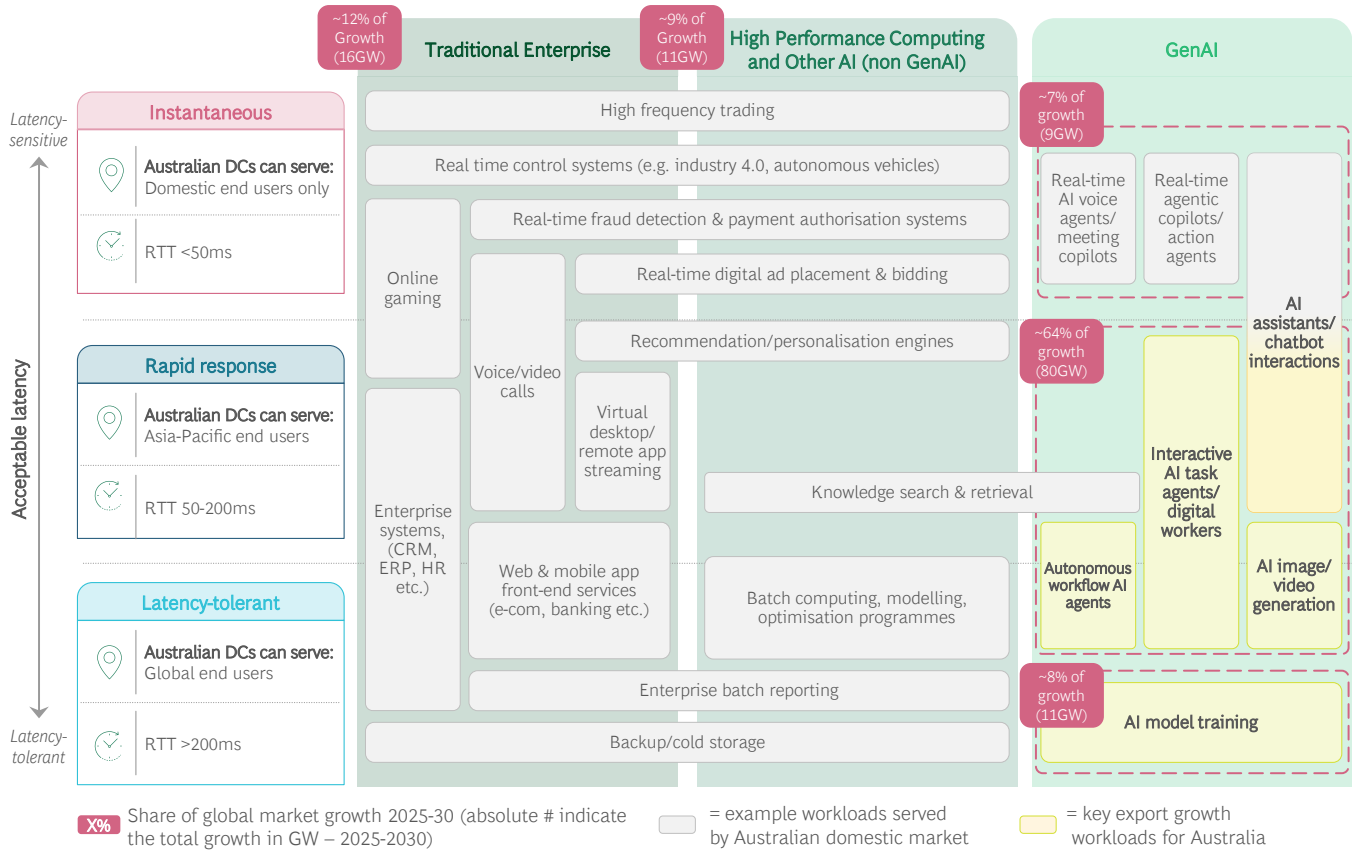 ~12% of
Growth
(16GW)
Traditional Enterprise
~9% of
Growth
(11GW)
High Performance Computing
and Other AI (non GenAI)
GenAI
Latency-
sensitive
Acceptable latency
Latency-
tolerant
Instantaneous
Australian DCs can serve:
Domestic end users only
RTT <50ms
Rapid response
Australian DCs can serve:
Asia-Pacific end users
RTT 50-200ms
Latency-tolerant
Australian DCs can serve:
Global end users
RTT >200ms
High frequency trading
Real time control systems (e.g. industry 4.0, autonomous vehicles)
Online
gaming
Real-time fraud detection & payment authorisation systems
Voice/video
calls
Real-time digital ad placement & bidding
Recommendation/personalisation engines
Virtual
desktop/
remote app
streaming
Enterprise
systems,
(CRM,
ERP, HR
etc.)
Knowledge search & retrieval
Web & mobile app
front-end services
(e-com, banking etc.)
Batch computing, modelling,
optimisation programmes
Enterprise batch reporting
Backup/cold storage
~7% of
growth
(9GW)
Real-time
AI voice
agents/
meeting
copilots
Real-time
agentic
copilots/
action
agents
AI
assistants/
chatbot
interactions
~64% of
growth
(80GW)
Interactive
AI task
agents/
digital
workers
Autonomous
workflow AI
agents
AI image/
video
generation
~8% of
growth
(11GW)
AI model training
X%
Share of global market growth 2025-30 (absolute # indicate
the total growth in GW – 2025-2030)
= example workloads served
by Australian domestic market
= key export growth
workloads for Australia